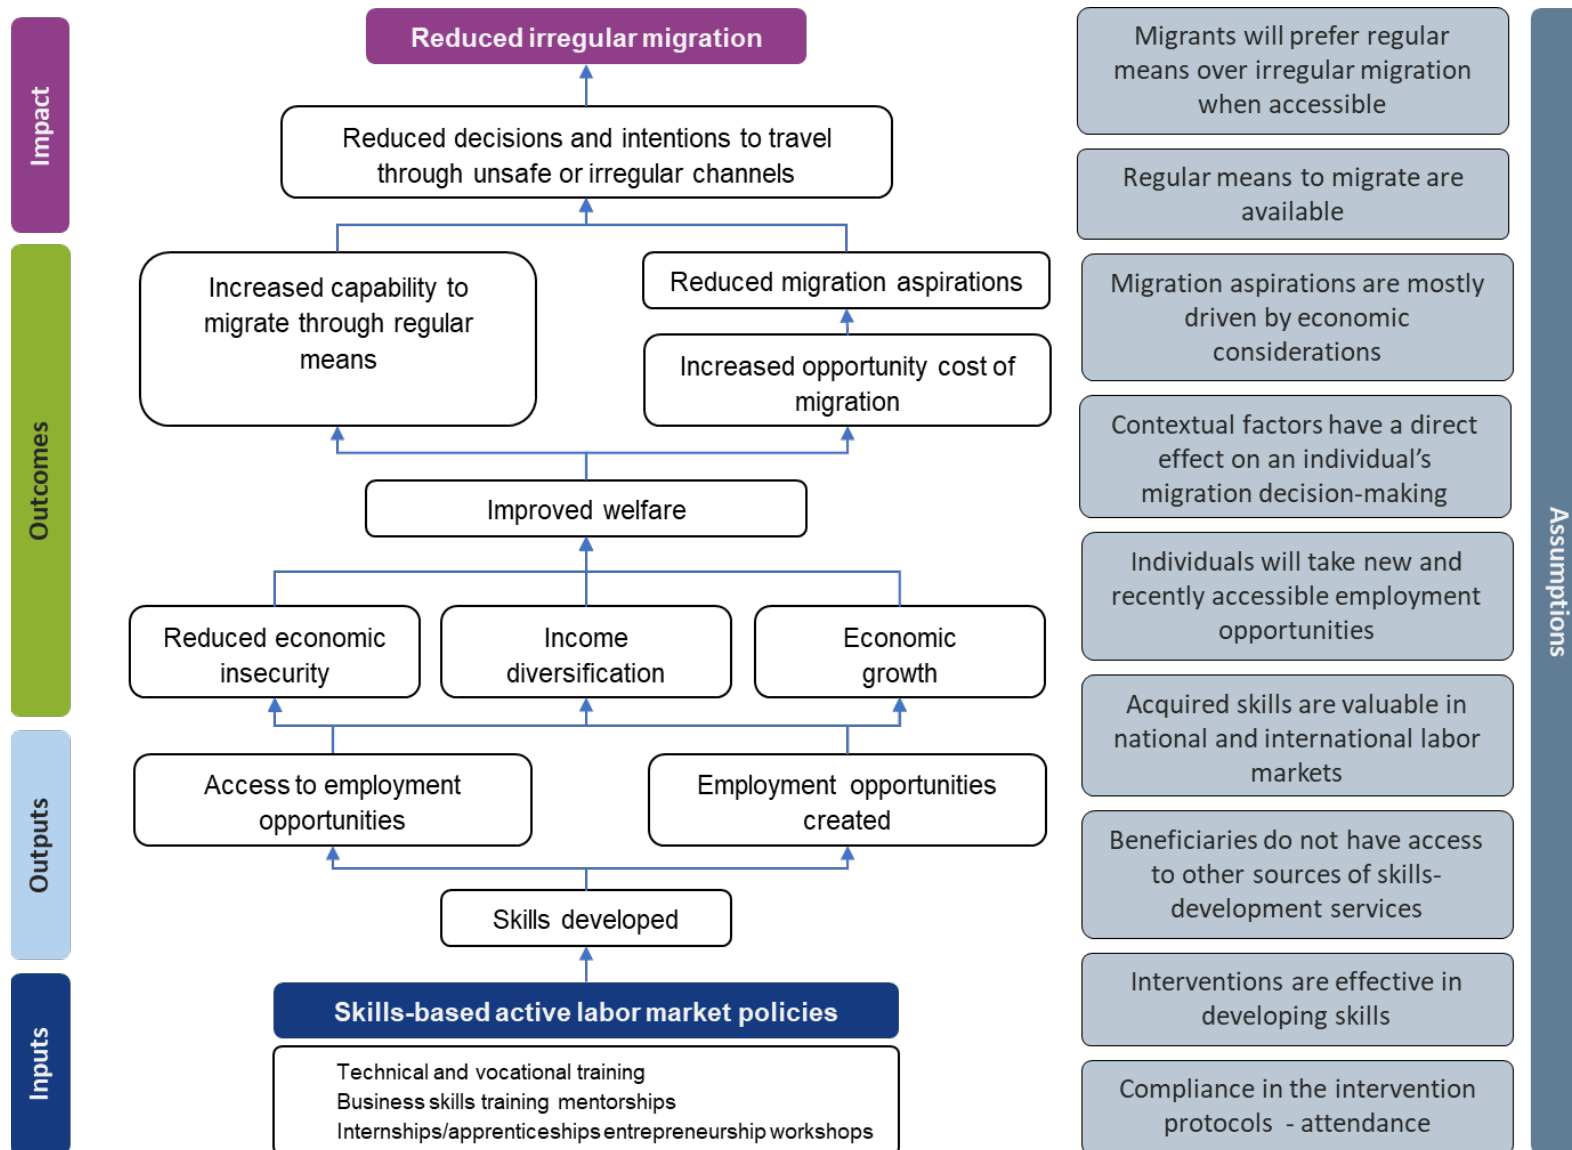 Impact
Outcomes
Outputs
Inputs
Reduced irregular migration
Reduced decisions and intentions to travel
through unsafe or irregular channels
Increased capability to
migrate through regular
means
Reduced migration aspirations
Increased opportunity cost of
migration
Improved welfare
Reduced economic
insecurity
Income
diversification
Economic
growth
Access to employment
opportunities
Employment opportunities
created
Skills developed
Skills-based active labor market policies
Technical and vocational training
Business skills training mentorships
Internships/apprenticeships entrepreneurship workshops
Migrants will prefer regular
means over irregular migration
when accessible
Regular means to migrate are
available
Migration aspirations are mostly
driven by economic
considerations
Contextual factors have a direct
effect on an individual’s
migration decision-making
Individuals will take new and
recently accessible employment
opportunities
Acquired skills are valuable in
national and international labor
markets
Beneficiaries do not have access
to other sources of skills-
development services
Interventions are effective in
developing skills
Compliance in the intervention
protocols - attendance
Assumptions